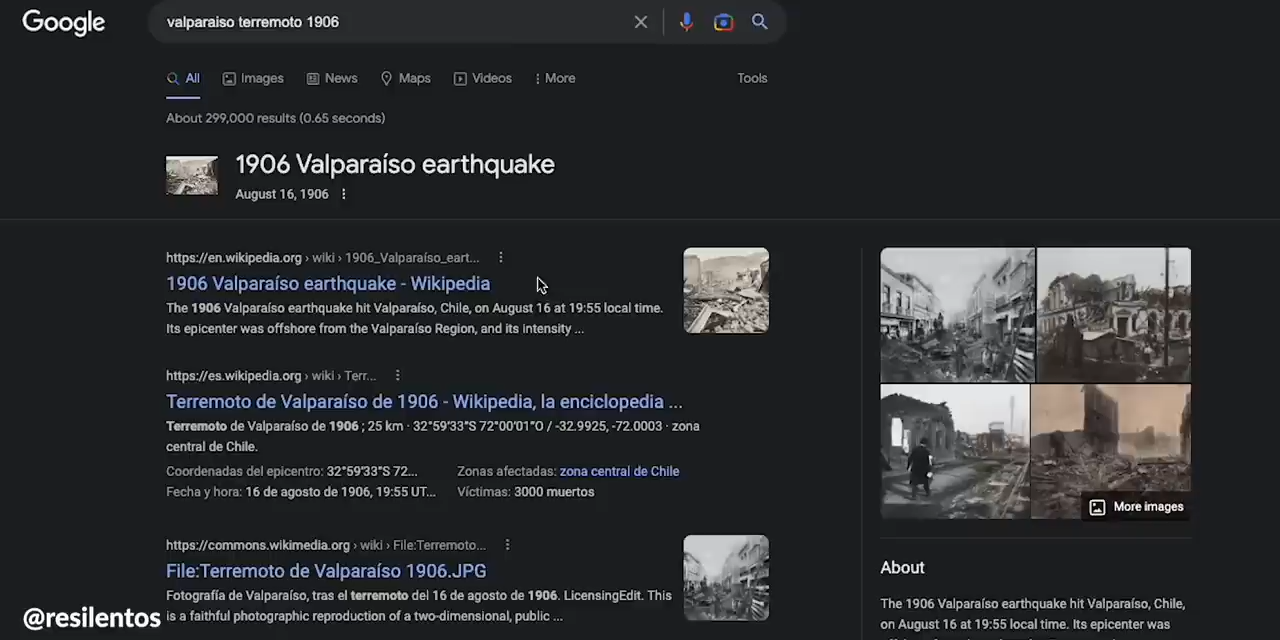 Google
valparaiso terremoto 1906
All Images News Maps Videos More Tools
About 299,000 results (0.65 seconds)
1906 Valparaíso earthquake
August 16, 1906
https://en.wikipedia.org › wiki › 1906_Valparaíso_eart...
1906 Valparaíso earthquake - Wikipedia
The 1906 Valparaíso earthquake hit Valparaíso, Chile, on August 16 at 19:55 local time.
Its epicenter was offshore from the Valparaíso Region, and its intensity ...
https://es.wikipedia.org › wiki › Terr...
Terremoto de Valparaíso de 1906 - Wikipedia, la enciclopedia ...
Terremoto de Valparaíso de 1906 ; 25 km · 32°59'33"S 72°00'01"O / -32.9925, -72.0003 · zona
central de Chile.
Coordenadas del epicentro: 32°59'33"S 72... Zonas afectadas: zona central de Chile
Fecha y hora: 16 de agosto de 1906, 19:55 UT... Víctimas: 3000 muertos
https://commons.wikimedia.org › wiki › File:Terremoto...
File:Terremoto de Valparaíso 1906.JPG
Fotografía de Valparaíso, tras el terremoto del 16 de agosto de 1906. LicensingEdit. This
is a faithful photographic reproduction of a two-dimensional, public ...
More images
About
The 1906 Valparaíso earthquake hit Valparaíso, Chile,
on August 16 at 19:55 local time. Its epicenter was
@resilentos